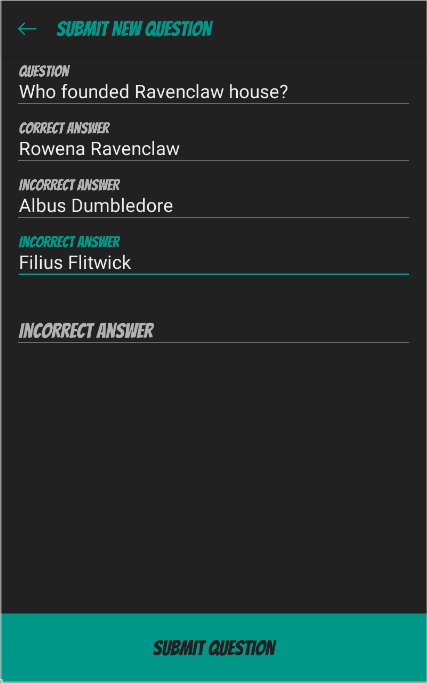 SUBMIT NEW QUESTION
QUESTION
Who founded Ravenclaw house?
CORRECT ANSWER
Rowena Ravenclaw
INCORRECT ANSWER
Albus Dumbledore
INCORRECT ANSWER
Filius Flitwick
INCORRECT ANSWER
SUBMIT QUESTION